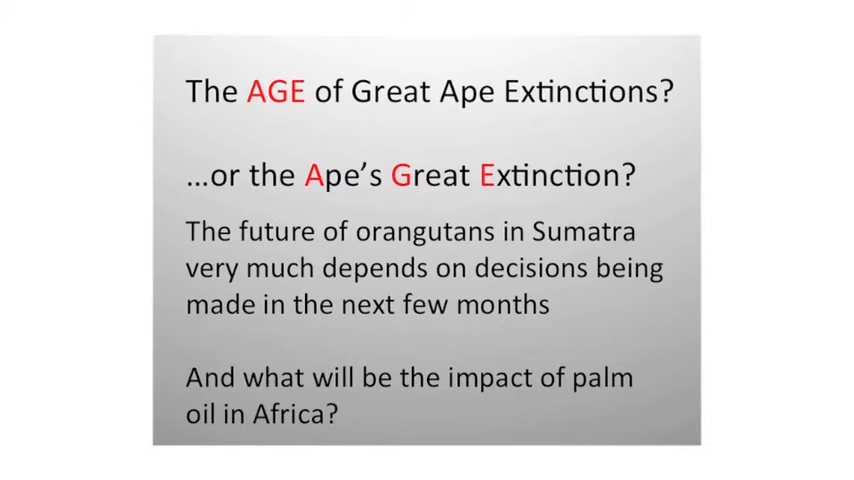 The AGE of Great Ape Extinctions?
...or the Ape's Great Extinction?
The future of orangutans in Sumatra
very much depends on decisions being
made in the next few months
And what will be the impact of palm
oil in Africa?